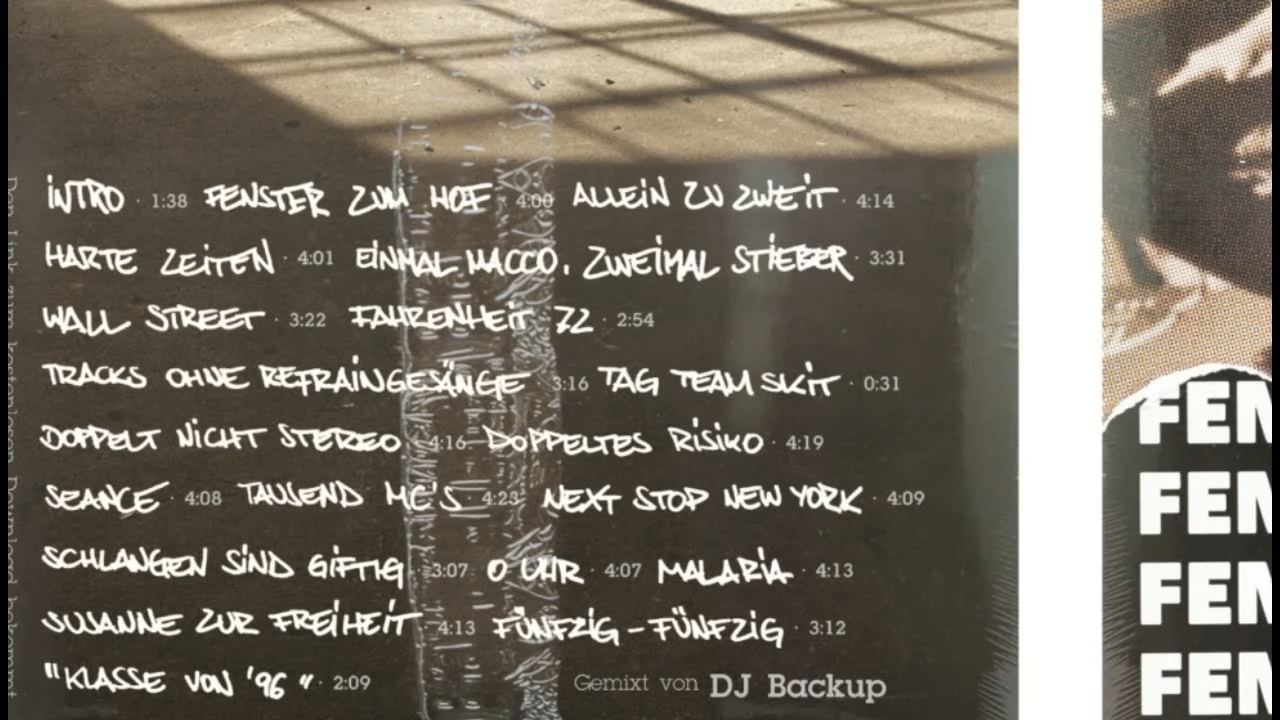 INTRO · 1:38 FENSTER ZUM HOF · 4:00 ALLEIN ZU ZWEIT · 4:14
HARTE ZEITEN · 4:01 EINMAL MACCO, ZWEIMAL STIEBER · 3:31
WALL STREET · 3:22 FAHRENHEIT 72 · 2:54
TRACKS OHNE REFRAINGESÄNGE · 3:16 TAG TEAM SKIT · 0:31
DOPPELT NICHT STEREO · 4:16 DOPPELTES RISIKO · 4:19
SEANCE · 4:08 TAUSEND MC'S · 4:23 NEXT STOP NEW YORK · 4:09
SCHLANGEN SIND GIFTIG · 3:07 0 UHR · 4:07 MALARIA · 4:13
SUSANNE ZUR FREIHEIT · 4:13 FÜNFZIG-FÜNFZIG · 3:12
"KLASSE VON '96" · 2:09
Gemixt von DJ Backup
FEN
FEN
FEN
FEN